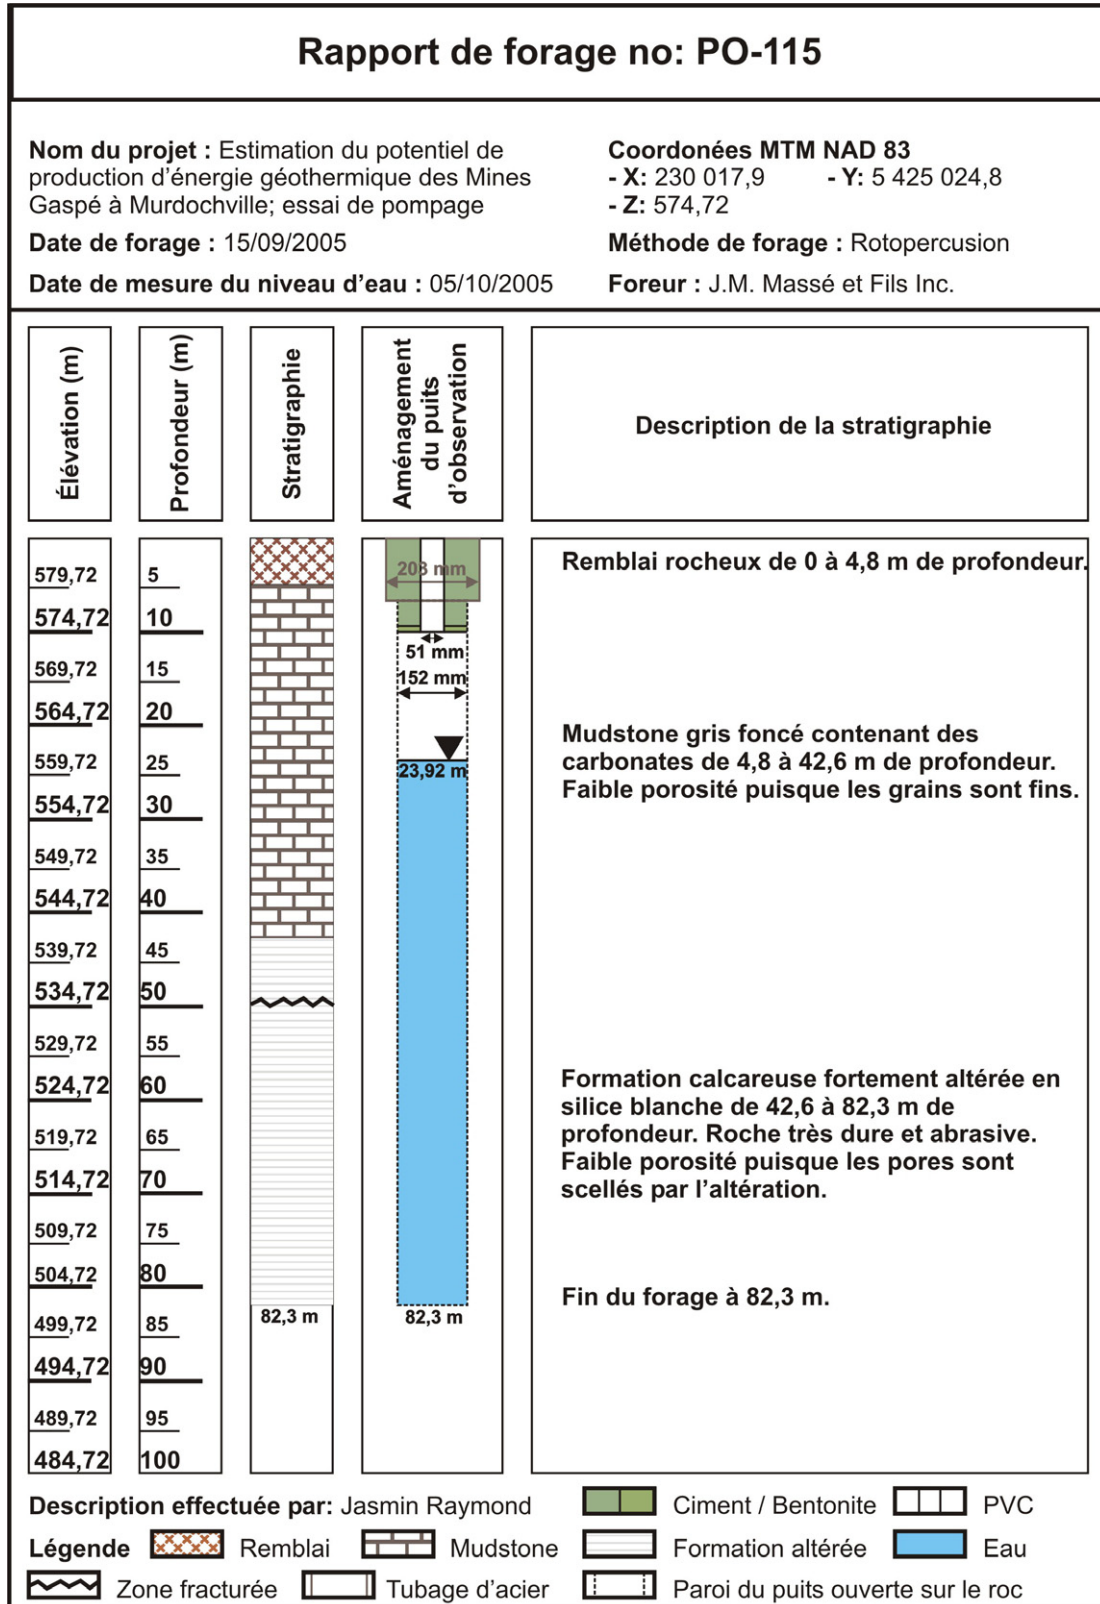 Rapport de forage no: PO-115
Nom du projet : Estimation du potentiel de
production d'énergie géothermique des Mines
Gaspé à Murdochville; essai de pompage
Date de forage : 15/09/2005
Date de mesure du niveau d'eau : 05/10/2005
Coordonées MTM NAD 83
- X: 230 017,9 - Y: 5 425 024,8
- Z: 574,72
Méthode de forage : Rotopercusion
Foreur : J.M. Massé et Fils Inc.
Élévation (m)
Profondeur (m)
Stratigraphie
Aménagement
du puits
d'observation
Description de la stratigraphie
579,72 5
574,72 10
569,72 15
564,72 20
559,72 25
554,72 30
549,72 35
544,72 40
539,72 45
534,72 50
529,72 55
524,72 60
519,72 65
514,72 70
509,72 75
504,72 80
499,72 85
494,72 90
489,72 95
484,72 100
82,3 m
203 mm
51 mm
152 mm
23,92 m
82,3 m
Remblai rocheux de 0 à 4,8 m de profondeur.
Mudstone gris foncé contenant des
carbonates de 4,8 à 42,6 m de profondeur.
Faible porosité puisque les grains sont fins.
Formation calcareuse fortement altérée en
silice blanche de 42,6 à 82,3 m de
profondeur. Roche très dure et abrasive.
Faible porosité puisque les pores sont
scellés par l'altération.
Fin du forage à 82,3 m.
Description effectuée par: Jasmin Raymond
Ciment / Bentonite PVC
Légende Remblai Mudstone Formation altérée Eau
Zone fracturée Tubage d'acier Paroi du puits ouverte sur le roc